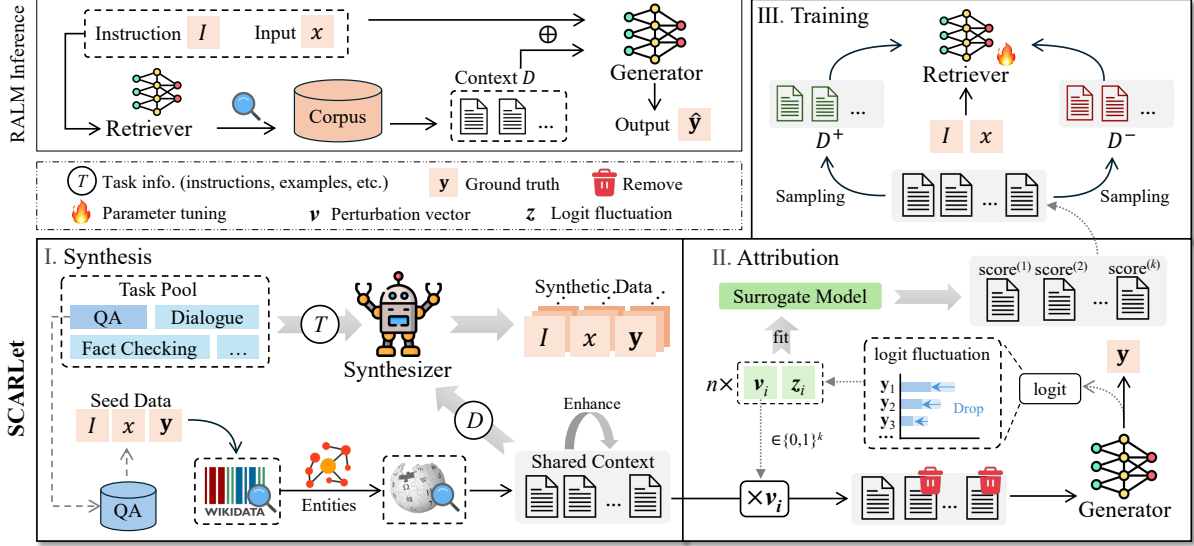 RALM Inference
Instruction I Input x
Retriever
Corpus
Context D
...
⊕
Generator
Output ŷ
T Task info. (instructions, examples, etc.)
y Ground truth
Remove
Parameter tuning
v Perturbation vector
z Logit fluctuation
III. Training
Retriever
D⁺
...
I x
D⁻
...
Sampling
...
Sampling
SCARLet
I. Synthesis
Task Pool
QA Dialogue
Fact Checking ...
T
Synthesizer
Synthetic Data
I x y
Seed Data
I x y
QA
WIKIDATA
Entities
D
Enhance
Shared Context
...
II. Attribution
Surrogate Model
score⁽¹⁾ score⁽²⁾ score⁽ᵏ⁾
...
fit
n× vᵢ zᵢ
∈{0,1}ᵏ
logit fluctuation
y₁
y₂
y₃
...
Drop
logit
y
×vᵢ
...
Generator